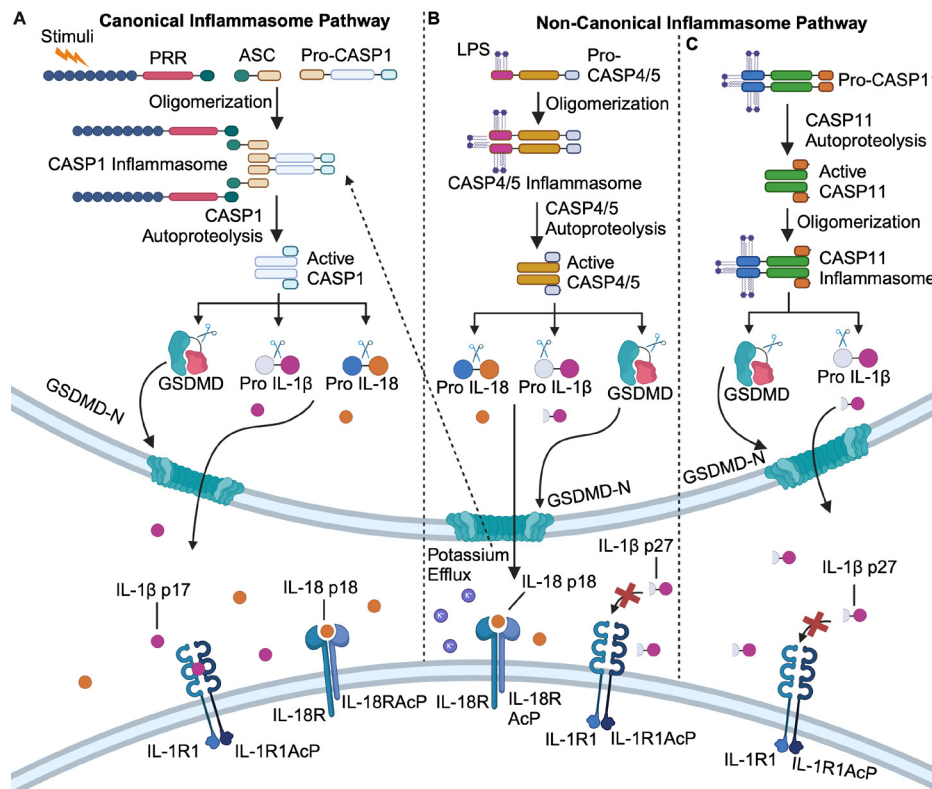 A
Canonical Inflammasome Pathway
Stimuli
PRR
ASC
Pro-CASP1
Oligomerization
CASP1 Inflammasome
CASP1
Autoproteolysis
Active
CASP1
GSDMD
Pro IL-1β
Pro IL-18
GSDMD-N
IL-1β p17
IL-18 p18
IL-18R
IL-18RAcP
IL-1R1
IL-1R1AcP
B
Non-Canonical Inflammasome Pathway
LPS
Pro-
CASP4/5
Oligomerization
CASP4/5 Inflammasome
CASP4/5
Autoproteolysis
Active
CASP4/5
Pro IL-18
Pro IL-1β
GSDMD
GSDMD-N
Potassium
Efflux
K+
K+
K+
IL-18 p18
IL-1β p27
IL-18R
IL-18R
AcP
IL-1R1
IL-1R1AcP
C
Pro-CASP11
CASP11
Autoproteolysis
Active
CASP11
Oligomerization
CASP11
Inflammasome
GSDMD
Pro IL-1β
GSDMD-N
IL-1β p27
IL-1R1
IL-1R1AcP